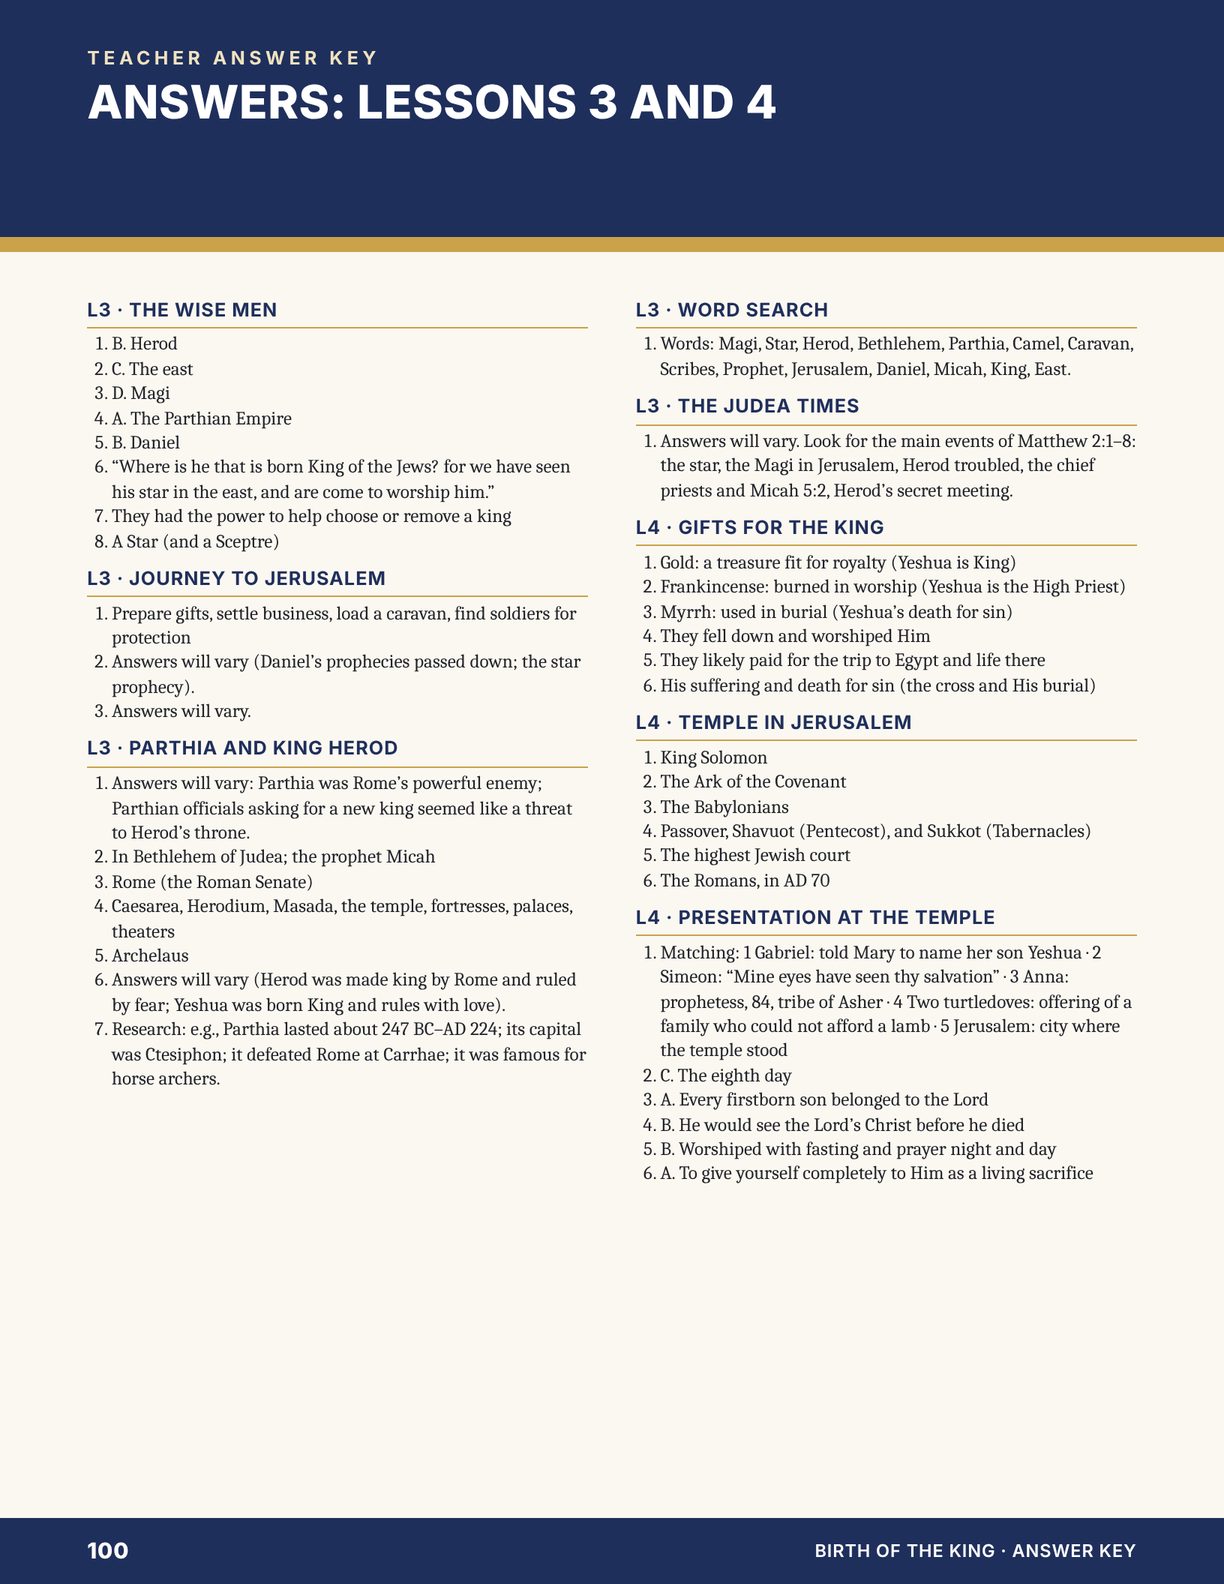 TEACHER ANSWER KEY
ANSWERS: LESSONS 3 AND 4
L3 · THE WISE MEN
1. B. Herod
2. C. The east
3. D. Magi
4. A. The Parthian Empire
5. B. Daniel
6. “Where is he that is born King of the Jews? for we have seen
his star in the east, and are come to worship him.”
7. They had the power to help choose or remove a king
8. A Star (and a Sceptre)
L3 · JOURNEY TO JERUSALEM
1. Prepare gifts, settle business, load a caravan, find soldiers for
protection
2. Answers will vary (Daniel’s prophecies passed down; the star
prophecy).
3. Answers will vary.
L3 · PARTHIA AND KING HEROD
1. Answers will vary: Parthia was Rome’s powerful enemy;
Parthian officials asking for a new king seemed like a threat
to Herod’s throne.
2. In Bethlehem of Judea; the prophet Micah
3. Rome (the Roman Senate)
4. Caesarea, Herodium, Masada, the temple, fortresses, palaces,
theaters
5. Archelaus
6. Answers will vary (Herod was made king by Rome and ruled
by fear; Yeshua was born King and rules with love).
7. Research: e.g., Parthia lasted about 247 BC–AD 224; its capital
was Ctesiphon; it defeated Rome at Carrhae; it was famous for
horse archers.
L3 · WORD SEARCH
1. Words: Magi, Star, Herod, Bethlehem, Parthia, Camel, Caravan,
Scribes, Prophet, Jerusalem, Daniel, Micah, King, East.
L3 · THE JUDEA TIMES
1. Answers will vary. Look for the main events of Matthew 2:1–8:
the star, the Magi in Jerusalem, Herod troubled, the chief
priests and Micah 5:2, Herod’s secret meeting.
L4 · GIFTS FOR THE KING
1. Gold: a treasure fit for royalty (Yeshua is King)
2. Frankincense: burned in worship (Yeshua is the High Priest)
3. Myrrh: used in burial (Yeshua’s death for sin)
4. They fell down and worshiped Him
5. They likely paid for the trip to Egypt and life there
6. His suffering and death for sin (the cross and His burial)
L4 · TEMPLE IN JERUSALEM
1. King Solomon
2. The Ark of the Covenant
3. The Babylonians
4. Passover, Shavuot (Pentecost), and Sukkot (Tabernacles)
5. The highest Jewish court
6. The Romans, in AD 70
L4 · PRESENTATION AT THE TEMPLE
1. Matching: 1 Gabriel: told Mary to name her son Yeshua · 2
Simeon: “Mine eyes have seen thy salvation” · 3 Anna:
prophetess, 84, tribe of Asher · 4 Two turtledoves: offering of a
family who could not afford a lamb · 5 Jerusalem: city where
the temple stood
2. C. The eighth day
3. A. Every firstborn son belonged to the Lord
4. B. He would see the Lord’s Christ before he died
5. B. Worshiped with fasting and prayer night and day
6. A. To give yourself completely to Him as a living sacrifice
100
BIRTH OF THE KING · ANSWER KEY